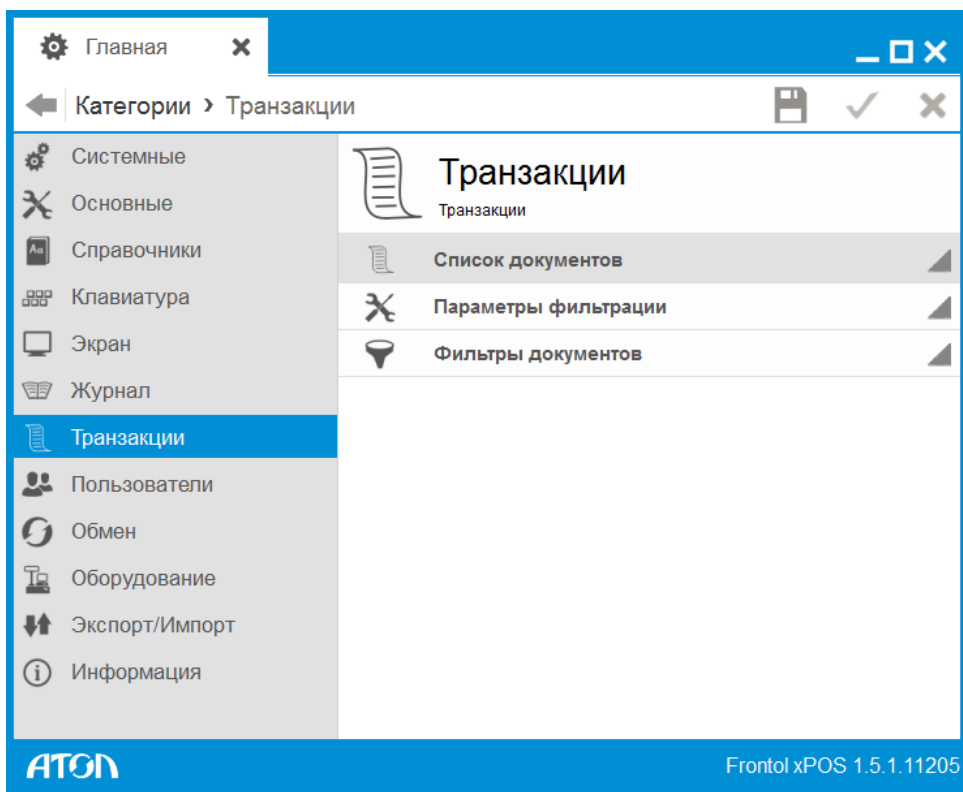 Главная
Категории › Транзакции
Системные
Основные
Справочники
Клавиатура
Экран
Журнал
Транзакции
Пользователи
Обмен
Оборудование
Экспорт/Импорт
Информация
Транзакции
Транзакции
Список документов
Параметры фильтрации
Фильтры документов
ATOЛ
Frontol xPOS 1.5.1.11205